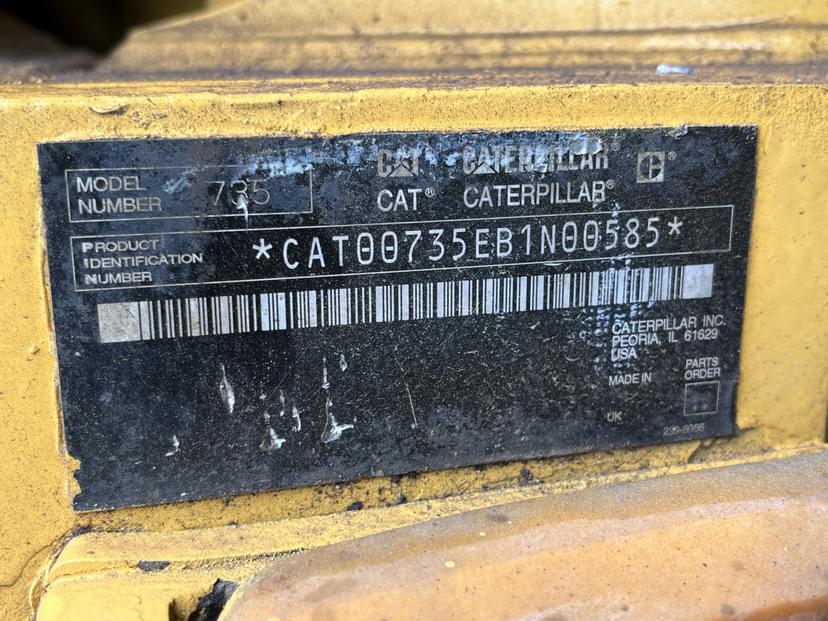 CAT CATERPILLAR ®
MODEL
NUMBER
735
CAT® CATERPILLAR®
PRODUCT
IDENTIFICATION
NUMBER
*CAT00735EB1N00585*
CATERPILLAR INC.
PEORIA, IL 61629
USA
MADE IN
PARTS
ORDER
UK